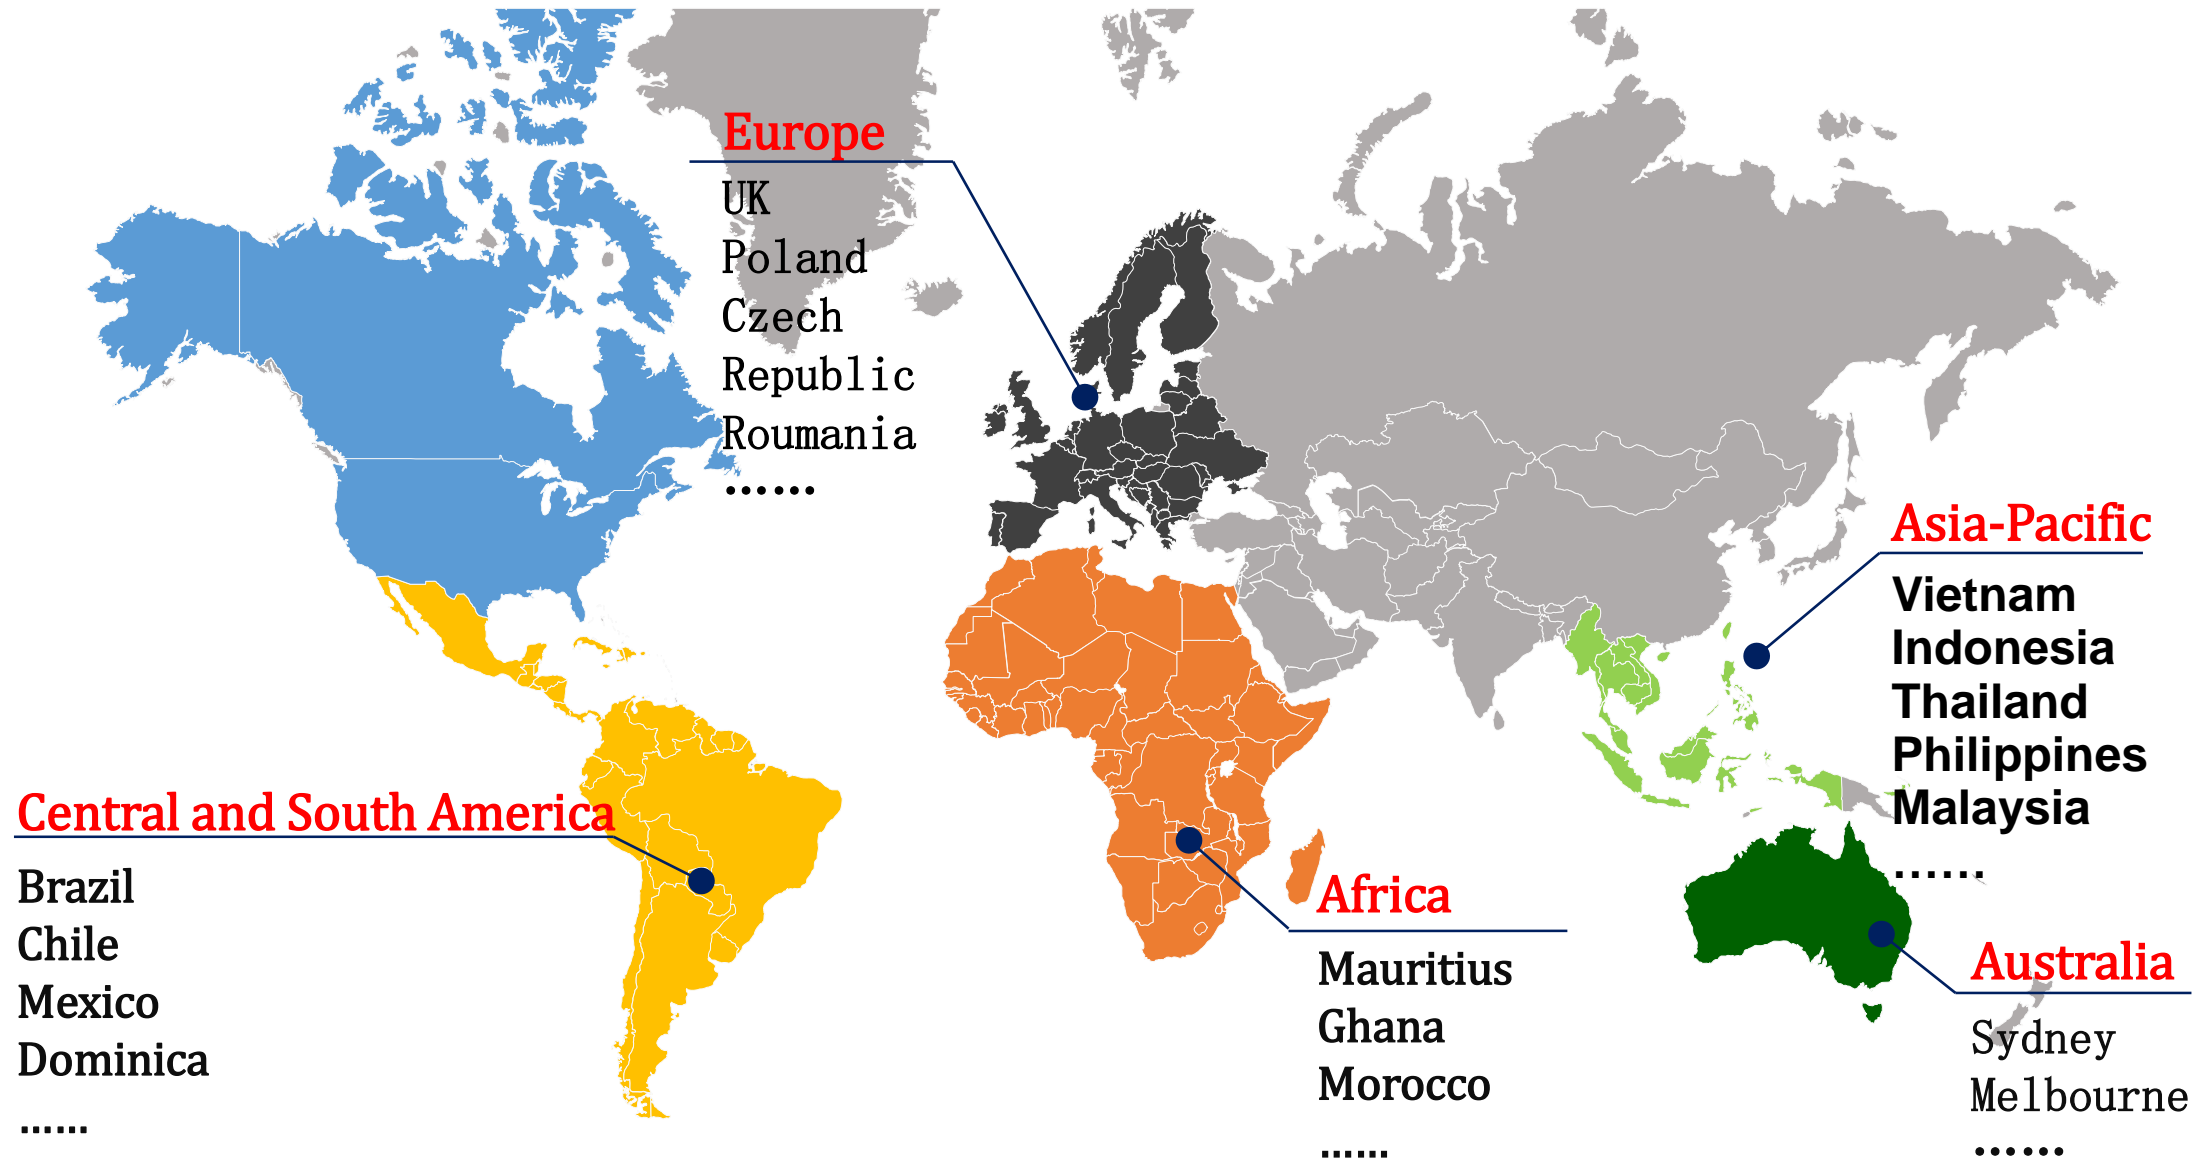 Europe
UK
Poland
Czech
Republic
Roumania
......
Asia-Pacific
Vietnam
Indonesia
Thailand
Philippines
Malaysia
......
Central and South America
Brazil
Chile
Mexico
Dominica
......
Africa
Mauritius
Ghana
Morocco
......
Australia
Sydney
Melbourne
......